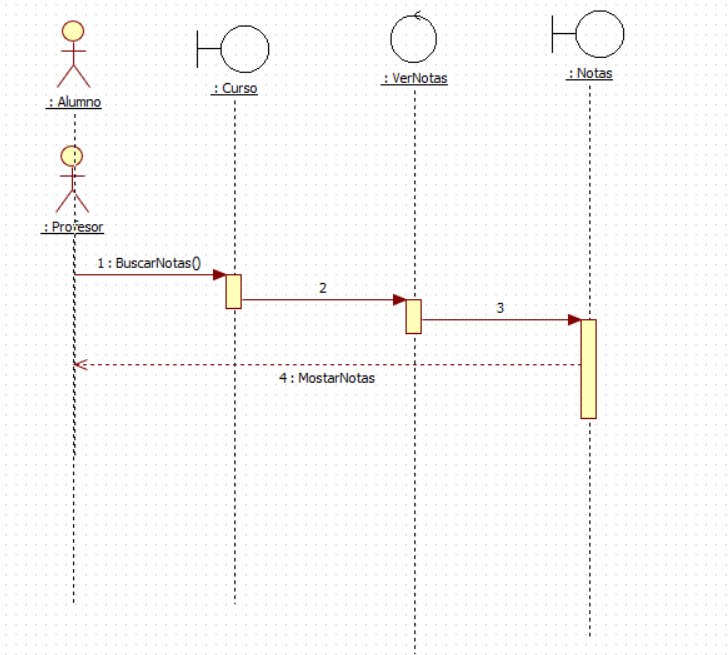 : Alumno
: Curso
: VerNotas
: Notas
: Profesor
1 : BuscarNotas()
2
3
4 : MostarNotas